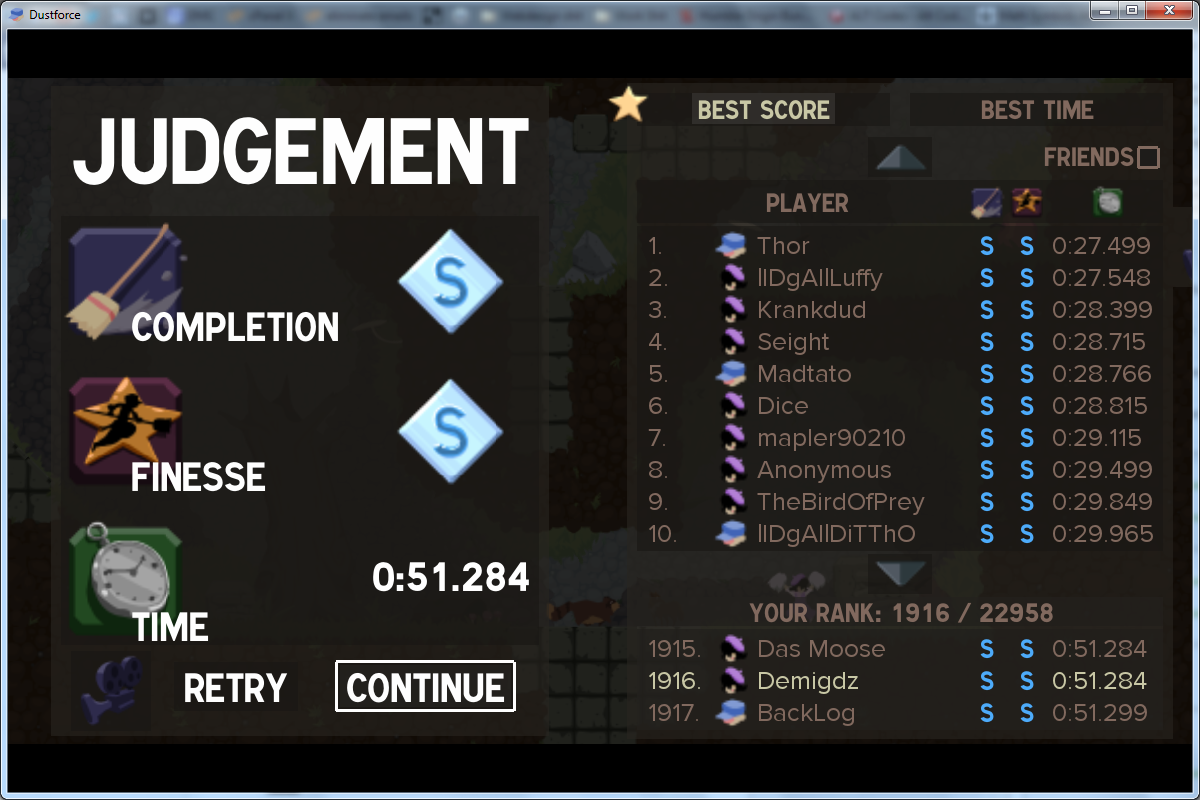 Dustforce
JUDGEMENT
S
COMPLETION
S
FINESSE
0:51.284
TIME
RETRY
CONTINUE
BEST SCORE
BEST TIME
FRIENDS
PLAYER
1. Thor S S 0:27.499
2. llDgAllLuffy S S 0:27.548
3. Krankdud S S 0:28.399
4. Seight S S 0:28.715
5. Madtato S S 0:28.766
6. Dice S S 0:28.815
7. mapler90210 S S 0:29.115
8. Anonymous S S 0:29.499
9. TheBirdOfPrey S S 0:29.849
10. llDgAllDiTThO S S 0:29.965
YOUR RANK: 1916 / 22958
1915. Das Moose S S 0:51.284
1916. Demigdz S S 0:51.284
1917. BackLog S S 0:51.299